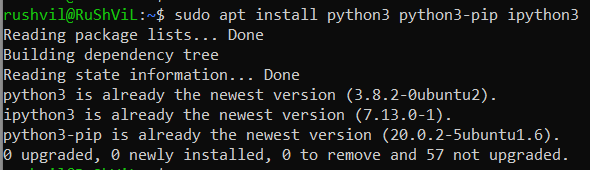 rushvil@RuShViL:~$ sudo apt install python3 python3-pip ipython3
Reading package lists... Done
Building dependency tree
Reading state information... Done
python3 is already the newest version (3.8.2-0ubuntu2).
ipython3 is already the newest version (7.13.0-1).
python3-pip is already the newest version (20.0.2-5ubuntu1.6).
0 upgraded, 0 newly installed, 0 to remove and 57 not upgraded.